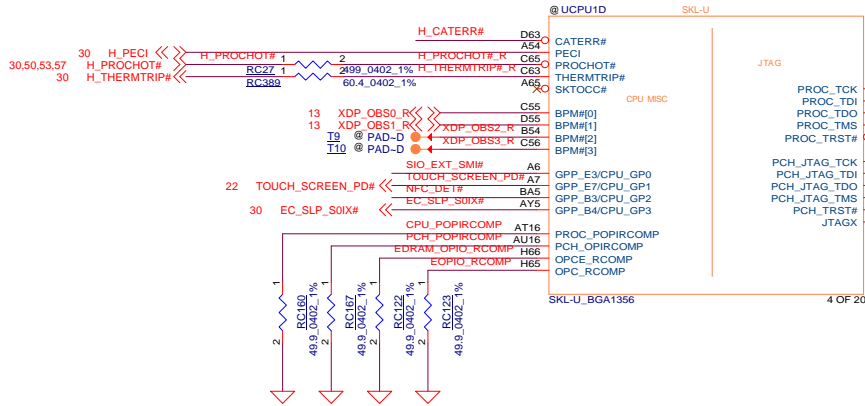 @ UCPU1D
SKL-U
H_CATERR#
D63
CATERR#
30 H_PECI
A54
PECI
JTAG
30,50,53,57 H_PROCHOT#
H_PROCHOT#
1
2
H_PROCHOT#_R
C65
PROCHOT#
30 H_THERMTRIP#
RC27
1
2
499_0402_1%
H_THERMTRIP#_R
C63
THERMTRIP#
RC389
60.4_0402_1%
A65
SKTOCC#
CPU MISC
PROC_TCK
PROC_TDI
13 XDP_OBS0_R
C55
BPM#[0]
PROC_TDO
13 XDP_OBS1_R
D55
BPM#[1]
PROC_TMS
T9 @ PAD~D
XDP_OBS2_R
B54
BPM#[2]
PROC_TRST#
T10 @ PAD~D
XDP_OBS3_R
C56
BPM#[3]
PCH_JTAG_TCK
SIO_EXT_SMI#
A6
GPP_E3/CPU_GP0
PCH_JTAG_TDI
22 TOUCH_SCREEN_PD#
TOUCH_SCREEN_PD#
A7
GPP_E7/CPU_GP1
PCH_JTAG_TDO
NFC_DET#
BA5
GPP_B3/CPU_GP2
PCH_JTAG_TMS
30 EC_SLP_S0IX#
EC_SLP_S0IX#
AY5
GPP_B4/CPU_GP3
PCH_TRST#
JTAGX
CPU_POPIRCOMP
AT16
PROC_POPIRCOMP
PCH_POPIRCOMP
AU16
PCH_OPIRCOMP
EDRAM_OPIO_RCOMP
H66
OPCE_RCOMP
EOPIO_RCOMP
H65
OPC_RCOMP
1
1
1
1
RC160
49.9_0402_1%
RC167
49.9_0402_1%
RC122
49.9_0402_1%
RC123
49.9_0402_1%
2
2
2
2
SKL-U_BGA1356
4 OF 20